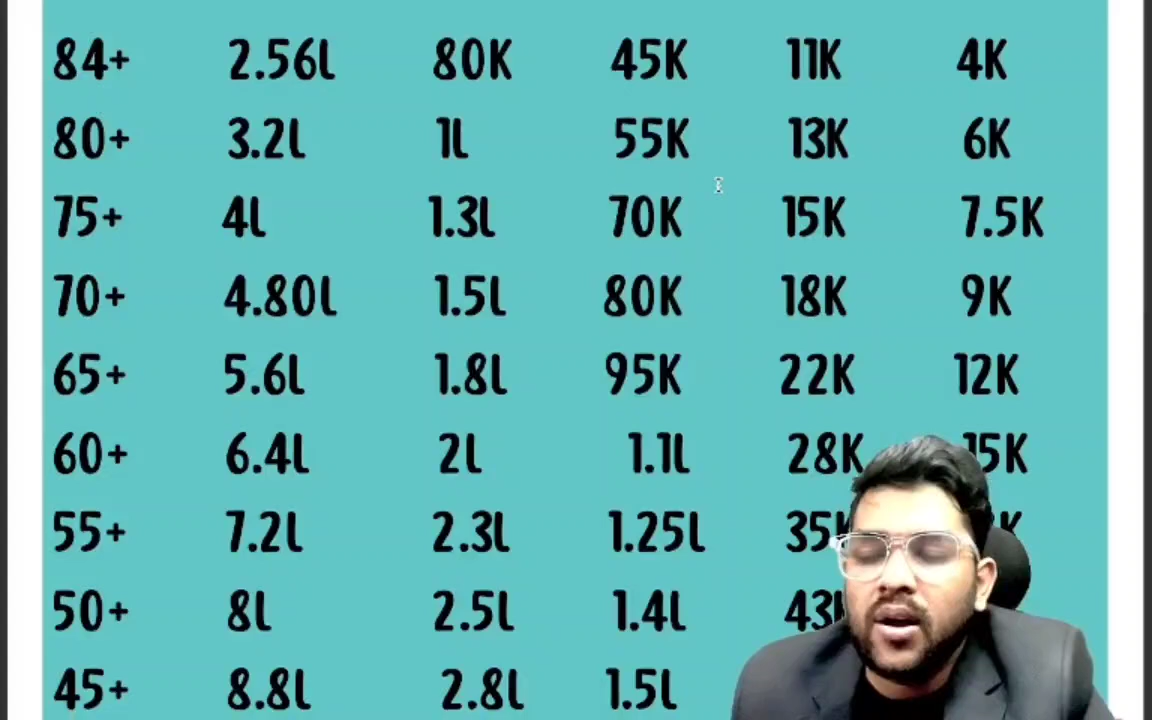 84+ 2.56L 80K 45K 11K 4K
80+ 3.2L 1L 55K 13K 6K
75+ 4L 1.3L 70K 15K 7.5K
70+ 4.80L 1.5L 80K 18K 9K
65+ 5.6L 1.8L 95K 22K 12K
60+ 6.4L 2L 1.1L 28K 15K
55+ 7.2L 2.3L 1.25L 35K
50+ 8L 2.5L 1.4L 43K
45+ 8.8L 2.8L 1.5L